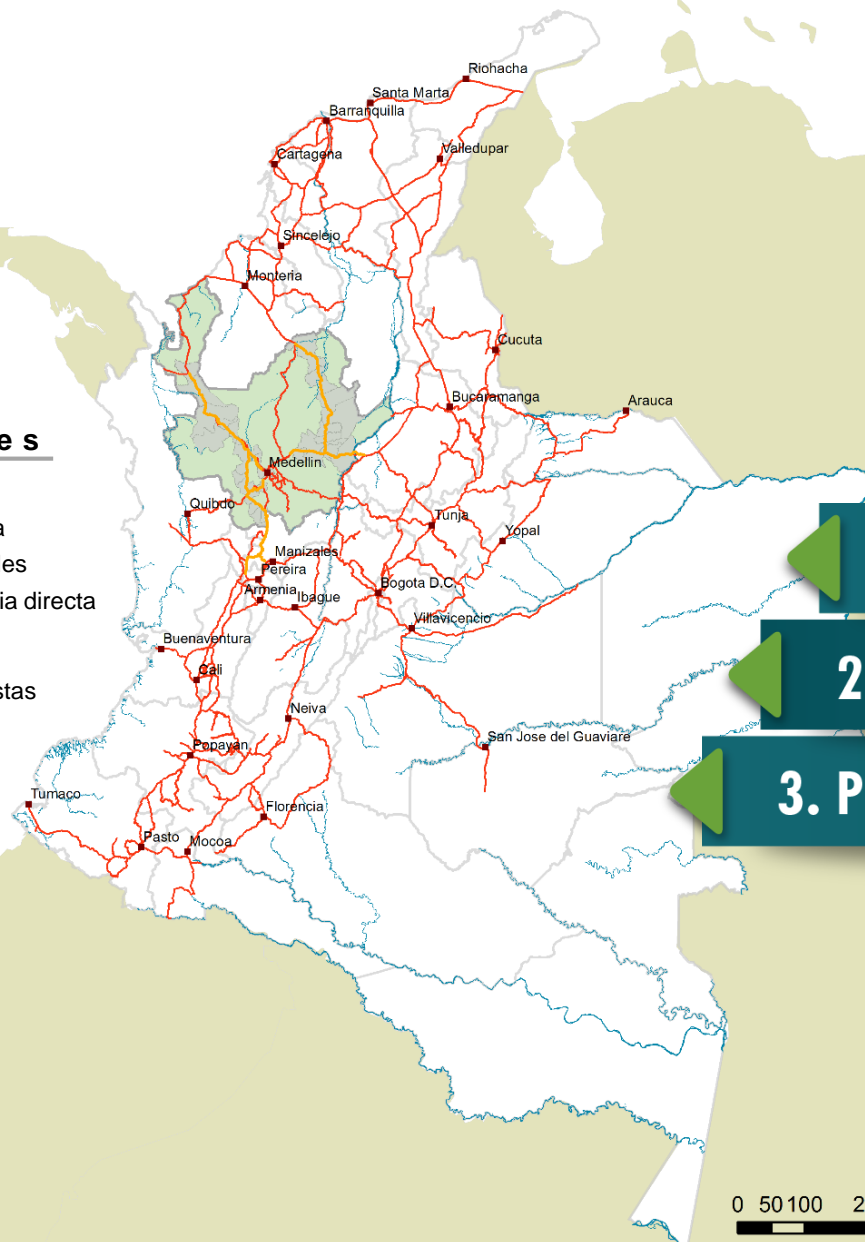 Riohacha
Santa Marta
Barranquilla
Cartagena
Valledupar
Sincelejo
Monteria
Cucuta
Bucaramanga
Arauca
e s
Medellin
Quibdo
a
Tunja
Yopal
Manizales
les
Pereira
Armenia
Ibague
Bogota D.C.
ia directa
Villavicencio
Buenaventura
Cali
stas
2
Neiva
Popayán
San Jose del Guaviare
Tumaco
Florencia
3. P
Pasto
Mocoa
0 50 100 2